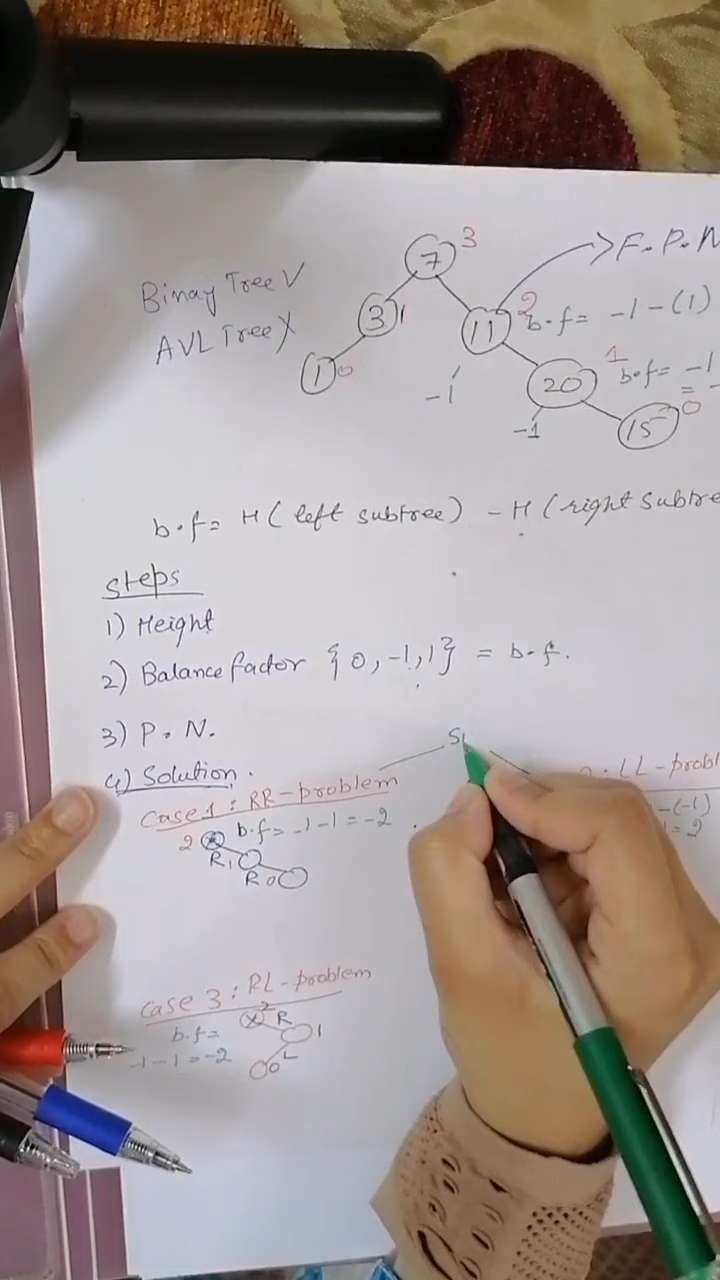 Binay Tree √
AVL Tree X
7 3
F.P.N
3 1
11 2 b.f = -1-(1)
1 0
-1
20 1 b.f = -1
= -
-1
15 0
b.f = H (left subtree) - H (right subtre
steps
1) Height
2) Balance factor {0, -1, 1} = b.f.
3) P.N.
4) Solution.
Case 1 : RR-problem
LL-probl
2 X b.f = -1-1 = -2
-(-1)
= 2
R 1
R 0
Case 3 : RL-problem
b.f =
-1-1 = -2
X 2 R
1
0 L